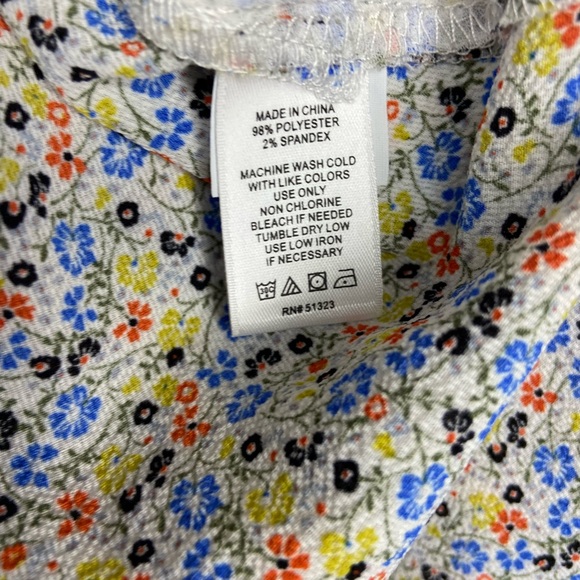 MADE IN CHINA
98% POLYESTER
2% SPANDEX
MACHINE WASH COLD
WITH LIKE COLORS
USE ONLY
NON CHLORINE
BLEACH IF NEEDED
TUMBLE DRY LOW
USE LOW IRON
IF NECESSARY
30C
RN# 51323